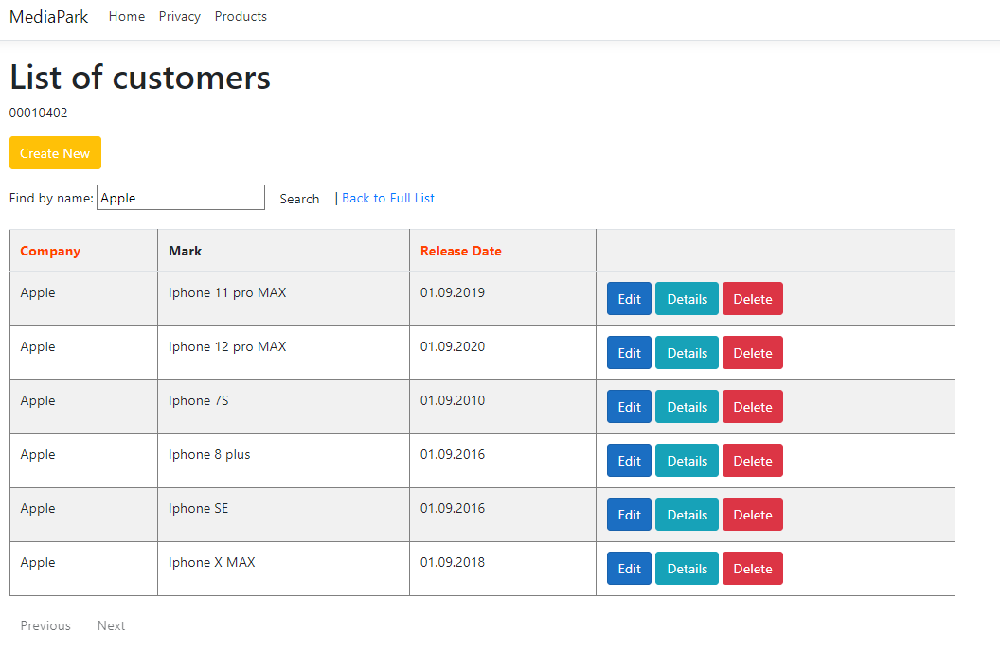 MediaPark Home Privacy Products
List of customers
00010402
Create New
Find by name: Apple Search | Back to Full List
Company Mark Release Date
Apple Iphone 11 pro MAX 01.09.2019 Edit Details Delete
Apple Iphone 12 pro MAX 01.09.2020 Edit Details Delete
Apple Iphone 7S 01.09.2010 Edit Details Delete
Apple Iphone 8 plus 01.09.2016 Edit Details Delete
Apple Iphone SE 01.09.2016 Edit Details Delete
Apple Iphone X MAX 01.09.2018 Edit Details Delete
Previous Next